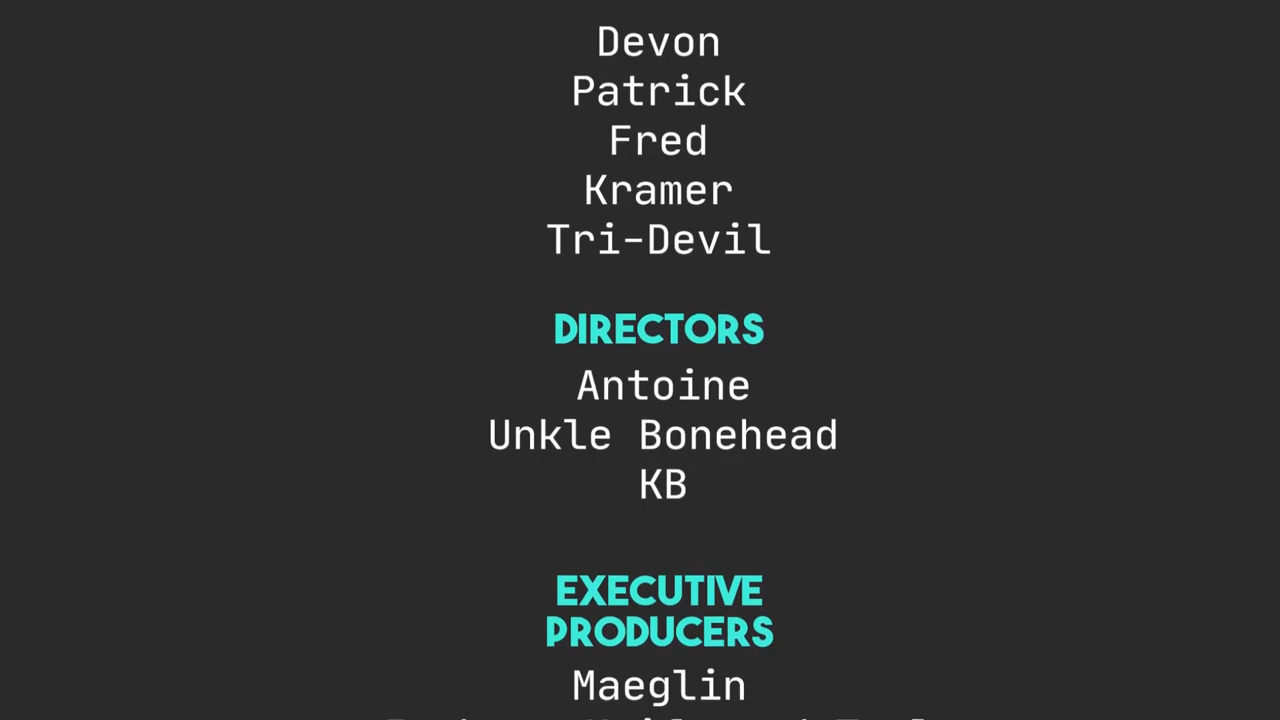 Devon
Patrick
Fred
Kramer
Tri-Devil
DIRECTORS
Antoine
Unkle Bonehead
KB
EXECUTIVE
PRODUCERS
Maeglin